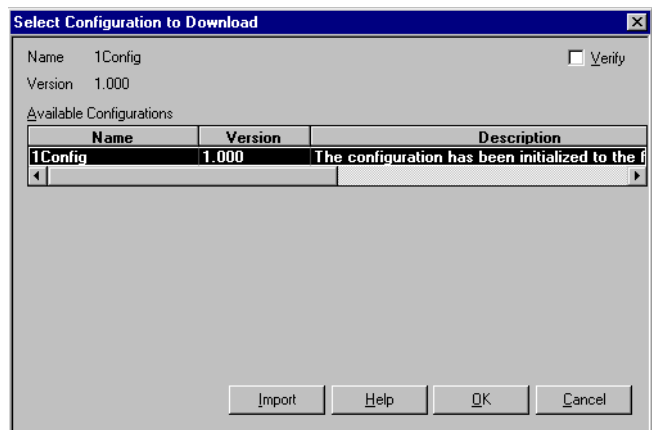 Select Configuration to Download
Name 1Config
Verify
Version 1.000
Available Configurations
Name Version Description
1Config 1.000 The configuration has been initialized to the f
Import Help OK Cancel